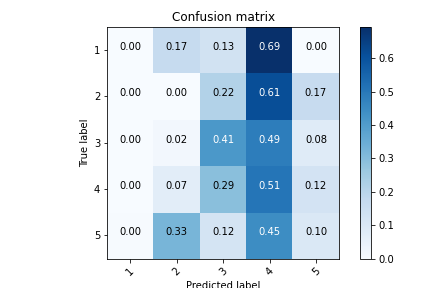 Confusion matrix
True label
1 0.00 0.17 0.13 0.69 0.00
2 0.00 0.00 0.22 0.61 0.17
3 0.00 0.02 0.41 0.49 0.08
4 0.00 0.07 0.29 0.51 0.12
5 0.00 0.33 0.12 0.45 0.10
1 2 3 4 5
Predicted label
0.6
0.5
0.4
0.3
0.2
0.1
0.0